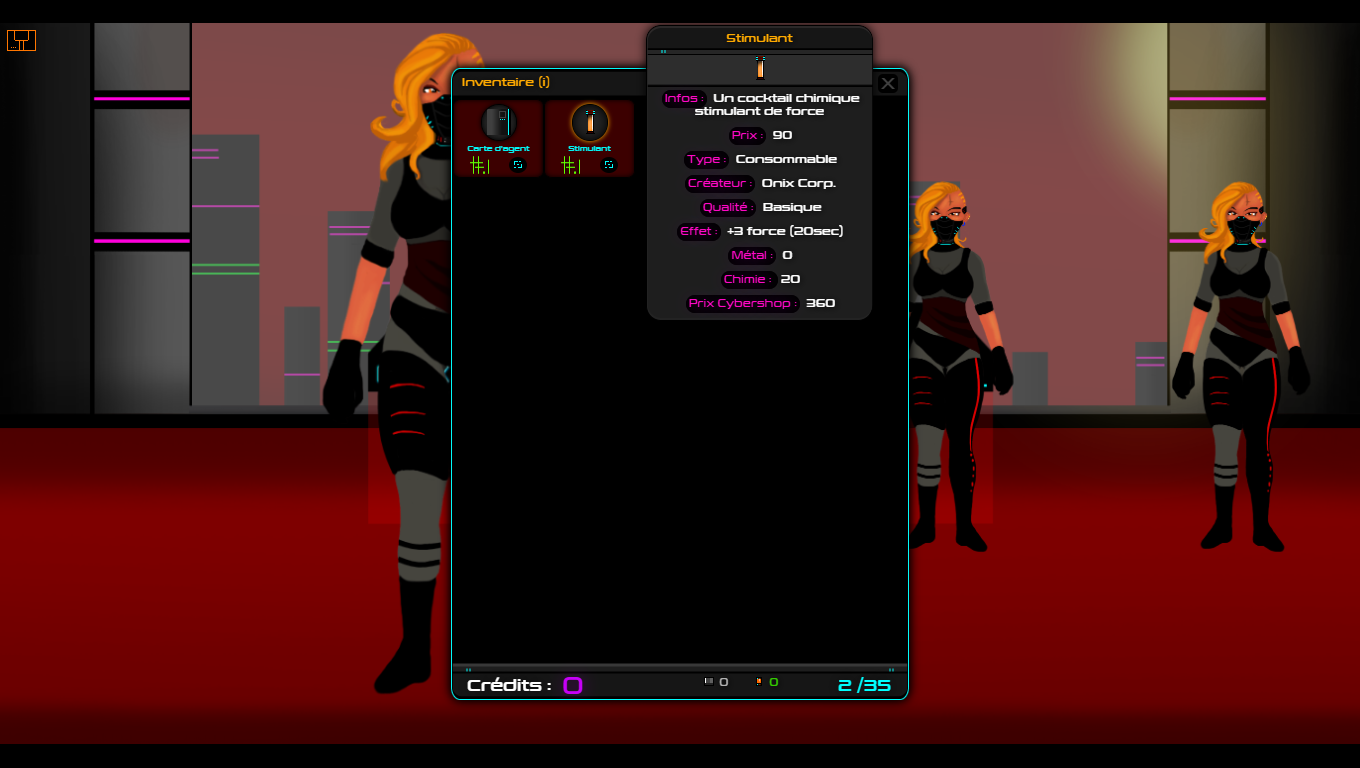 Stimulant
Inventaire (i)
Infos : Un cocktail chimique
stimulant de force
Prix : 90
Type : Consommable
Créateur : Onix Corp.
Qualité : Basique
Effet : +3 force (20sec)
Métal : 0
Chimie : 20
Prix Cybershop : 360
Carte d'agent
Stimulant
Crédits : 0
0
0
2 /35